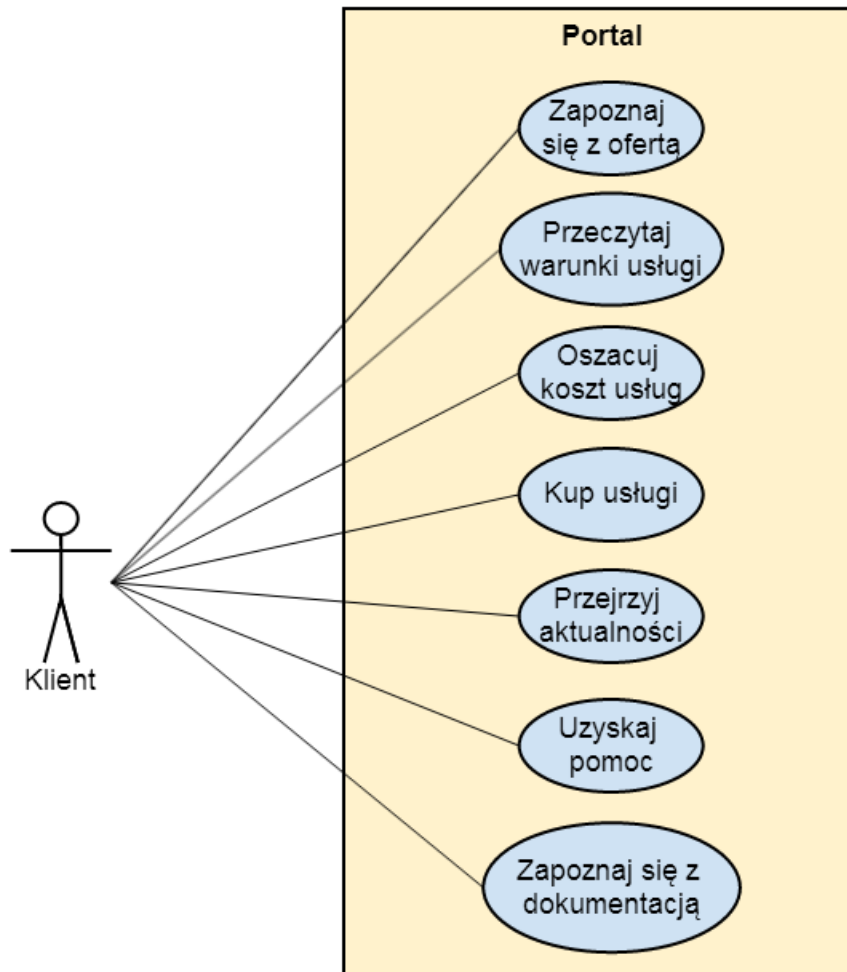 Portal
Zapoznaj
się z ofertą
Przeczytaj
warunki usługi
Oszacuj
koszt usług
Kup usługi
Przejrzyj
aktualności
Klient
Uzyskaj
pomoc
Zapoznaj się z
dokumentacją